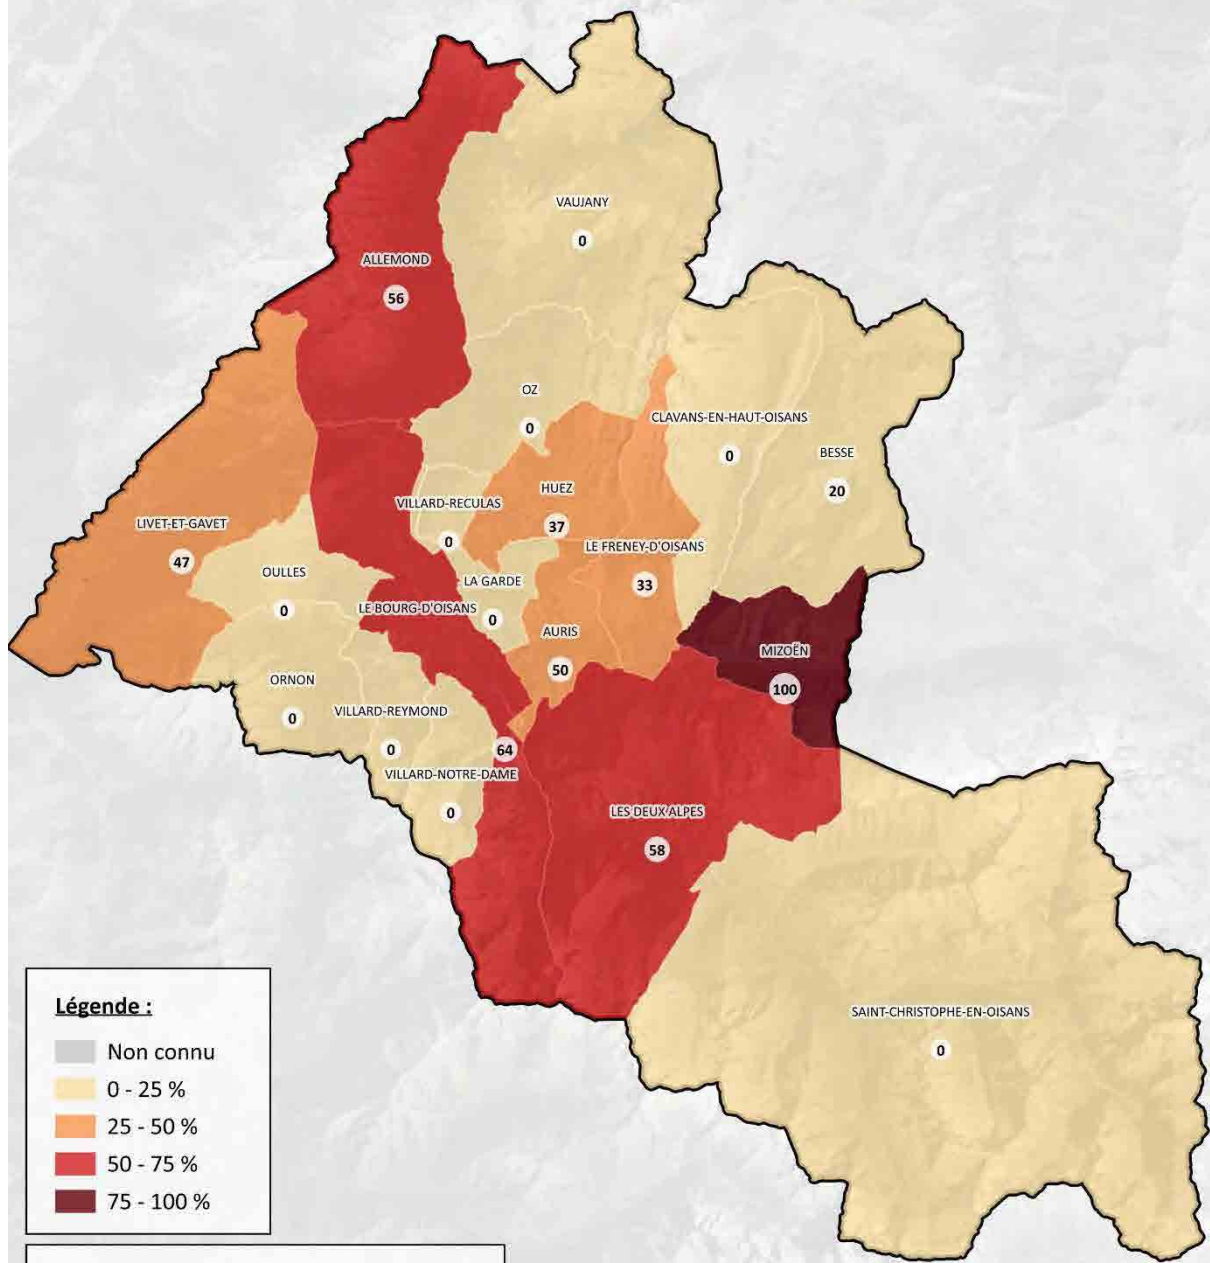 VAUJANY
0
ALLEMOND
56
OZ
0
CLAVANS-EN-HAUT-OISANS
0
BESSE
20
HUEZ
37
VILLARD-RECULAS
0
LIVET-ET-GAVET
47
LE FRENEY-D'OISANS
33
OULLES
0
LA GARDE
0
LE BOURG-D'OISANS
64
AURIS
50
MIZOËN
100
ORNON
0
VILLARD-REYMOND
0
VILLARD-NOTRE-DAME
0
LES DEUX ALPES
58
SAINT-CHRISTOPHE-EN-OISANS
0
Légende :
Non connu
0 - 25 %
25 - 50 %
50 - 75 %
75 - 100 %